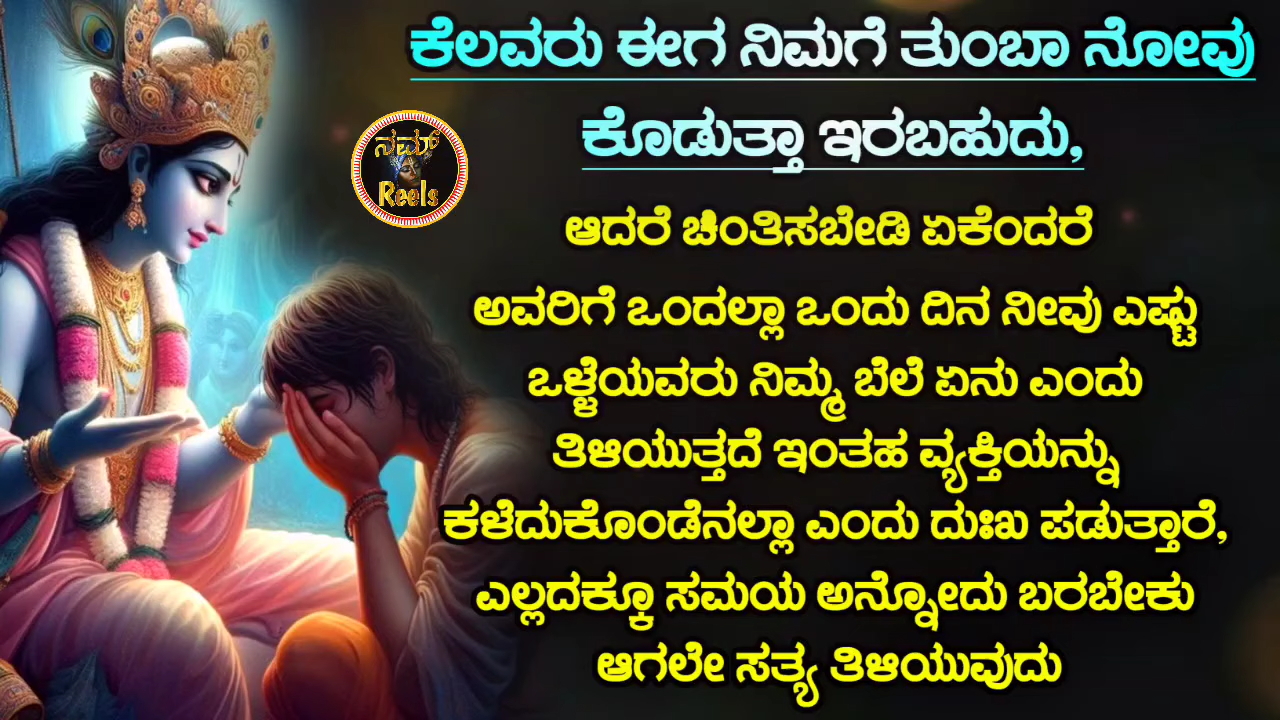 ಕೆಲವರು ಈಗ ನಿಮಗೆ ತುಂಬಾ ನೋವು
ಕೊಡುತ್ತಾ ಇರಬಹುದು,
ನಮ್
Reels
ಆದರೆ ಚಿಂತಿಸಬೇಡಿ ಏಕೆಂದರೆ
ಅವರಿಗೆ ಒಂದಲ್ಲಾ ಒಂದು ದಿನ ನೀವು ಎಷ್ಟು
ಒಳ್ಳೆಯವರು ನಿಮ್ಮ ಬೆಲೆ ಏನು ಎಂದು
ತಿಳಿಯುತ್ತದೆ ಇಂತಹ ವ್ಯಕ್ತಿಯನ್ನು
ಕಳೆದುಕೊಂಡೆನಲ್ಲಾ ಎಂದು ದುಃಖ ಪಡುತ್ತಾರೆ,
ಎಲ್ಲದಕ್ಕೂ ಸಮಯ ಅನ್ನೋದು ಬರಬೇಕು
ಆಗಲೇ ಸತ್ಯ ತಿಳಿಯುವುದು